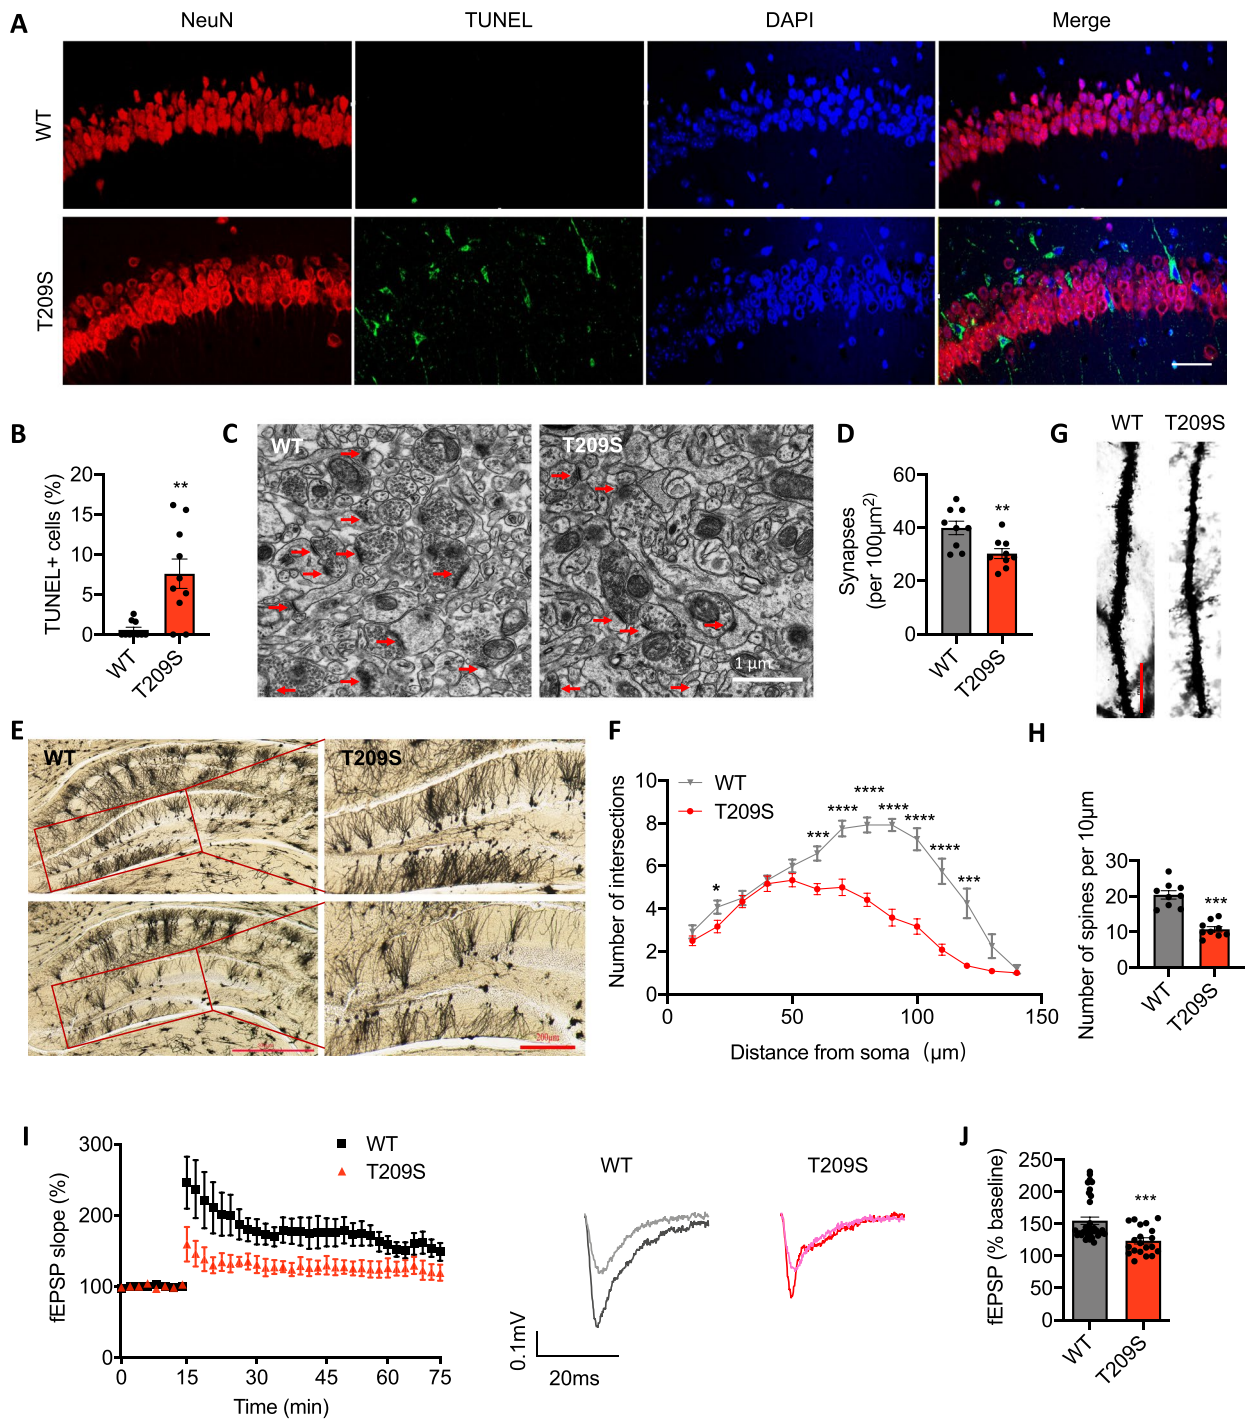 A
NeuN
TUNEL
DAPI
Merge
WT
T209S
B
TUNEL+ cells (%)
20
15
10
5
0
**
WT
T209S
C
WT
T209S
1 µm
D
Synapses
(per 100µm²)
60
40
20
0
**
WT
T209S
G
WT
T209S
E
WT
T209S
200µm
F
Number of intersections
10
8
6
4
2
0
WT
T209S
*
***
****
****
****
****
****
***
0
50
100
150
Distance from soma (µm)
H
Number of spines per 10µm
30
20
10
0
***
WT
T209S
I
fEPSP slope (%)
300
200
100
0
WT
T209S
0
15
30
45
60
75
Time (min)
WT
T209S
0.1mV
20ms
J
fEPSP (% baseline)
250
200
150
100
50
0
***
WT
T209S